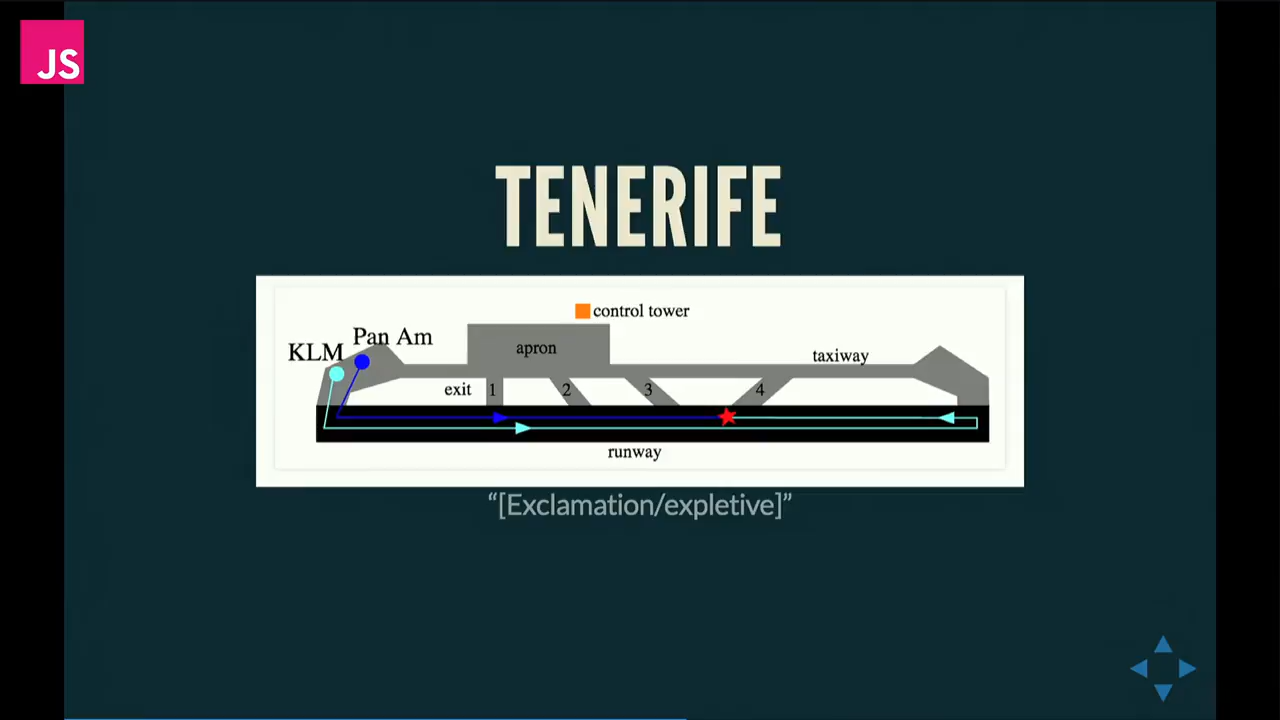 JS
TENERIFE
control tower
Pan Am
KLM
apron
taxiway
exit 1 2 3 4
runway
“[Exclamation/expletive]”